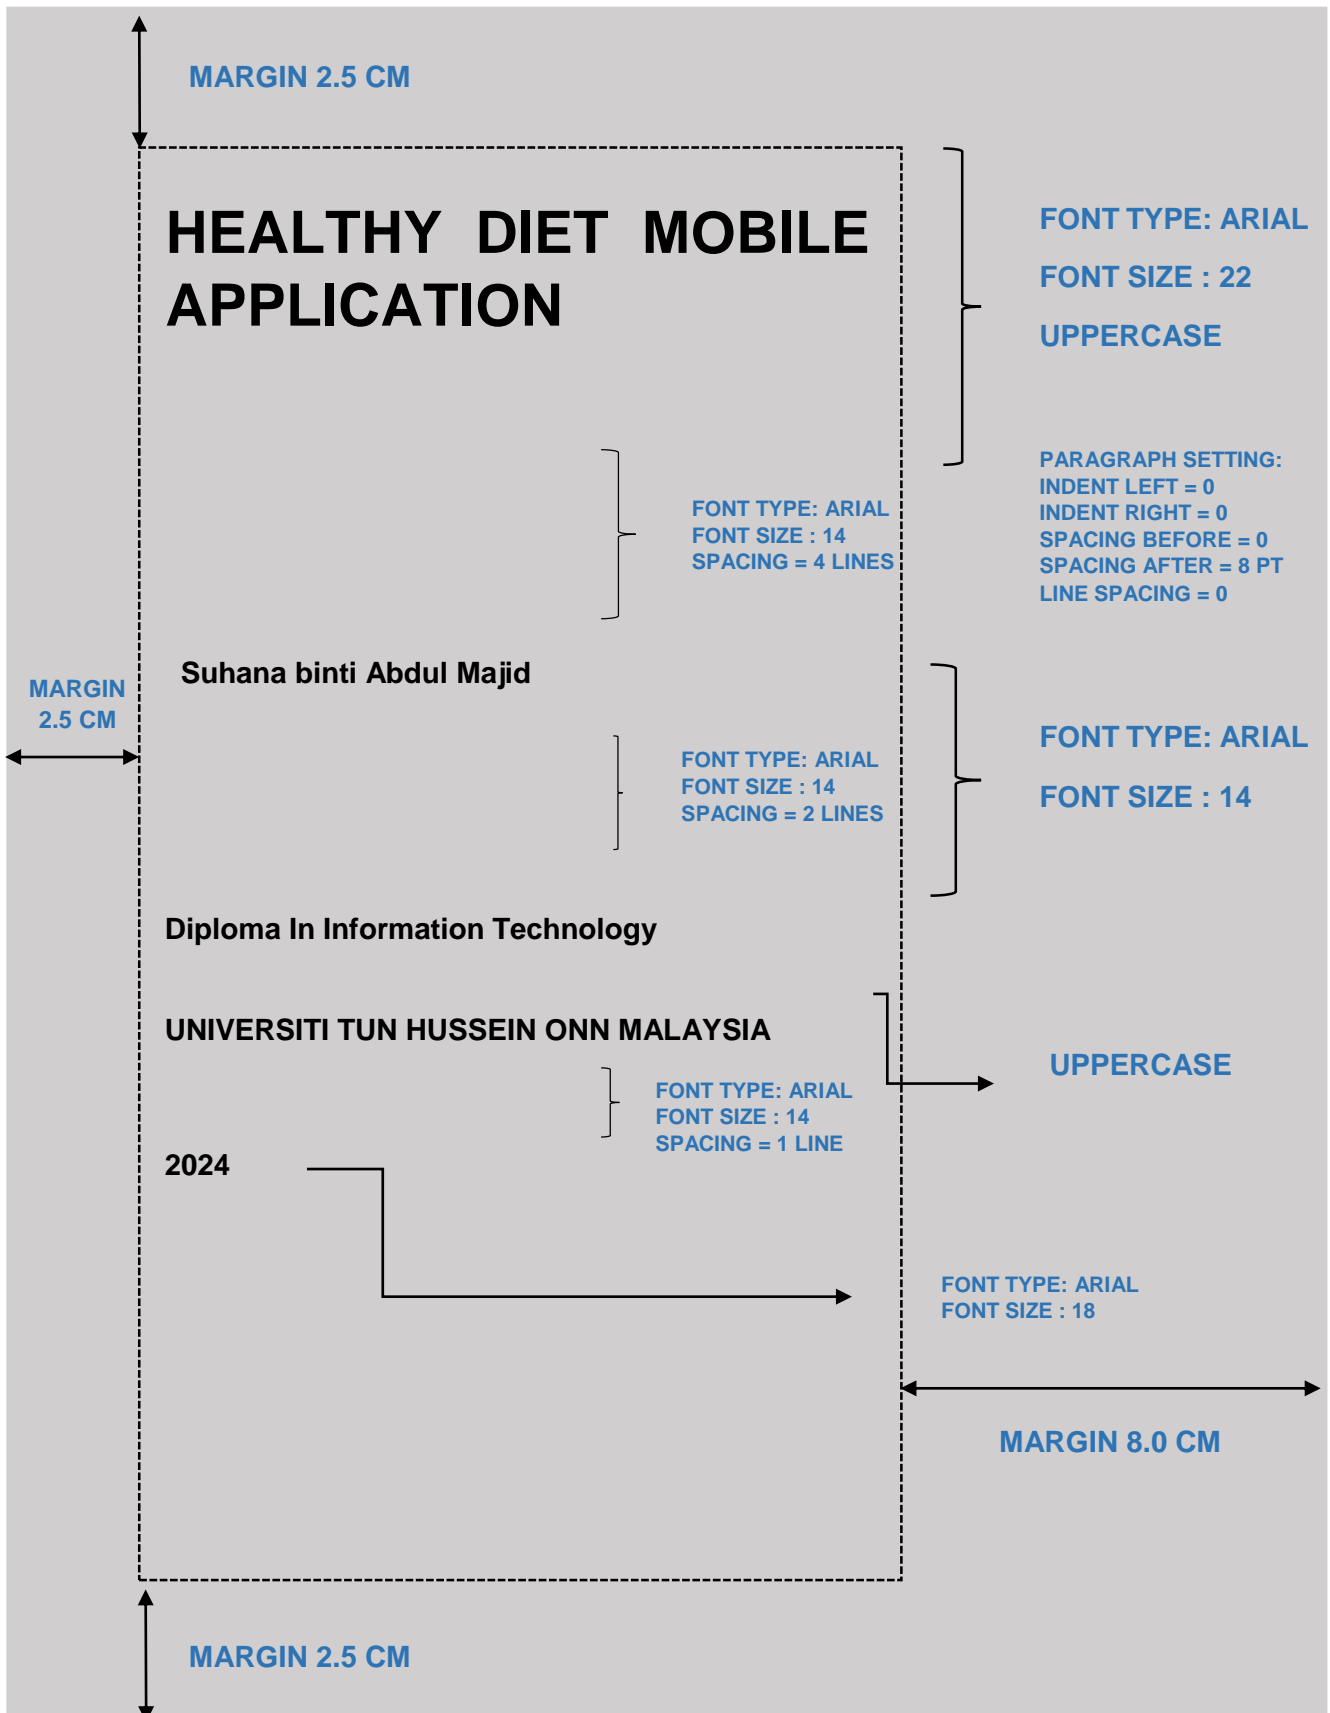 MARGIN 2.5 CM
HEALTHY DIET MOBILE
APPLICATION
FONT TYPE: ARIAL
FONT SIZE : 22
UPPERCASE
PARAGRAPH SETTING:
INDENT LEFT = 0
INDENT RIGHT = 0
SPACING BEFORE = 0
SPACING AFTER = 8 PT
LINE SPACING = 0
FONT TYPE: ARIAL
FONT SIZE : 14
SPACING = 4 LINES
Suhana binti Abdul Majid
MARGIN
2.5 CM
FONT TYPE: ARIAL
FONT SIZE : 14
SPACING = 2 LINES
FONT TYPE: ARIAL
FONT SIZE : 14
Diploma In Information Technology
UNIVERSITI TUN HUSSEIN ONN MALAYSIA
UPPERCASE
FONT TYPE: ARIAL
FONT SIZE : 14
SPACING = 1 LINE
2024
FONT TYPE: ARIAL
FONT SIZE : 18
MARGIN 8.0 CM
MARGIN 2.5 CM